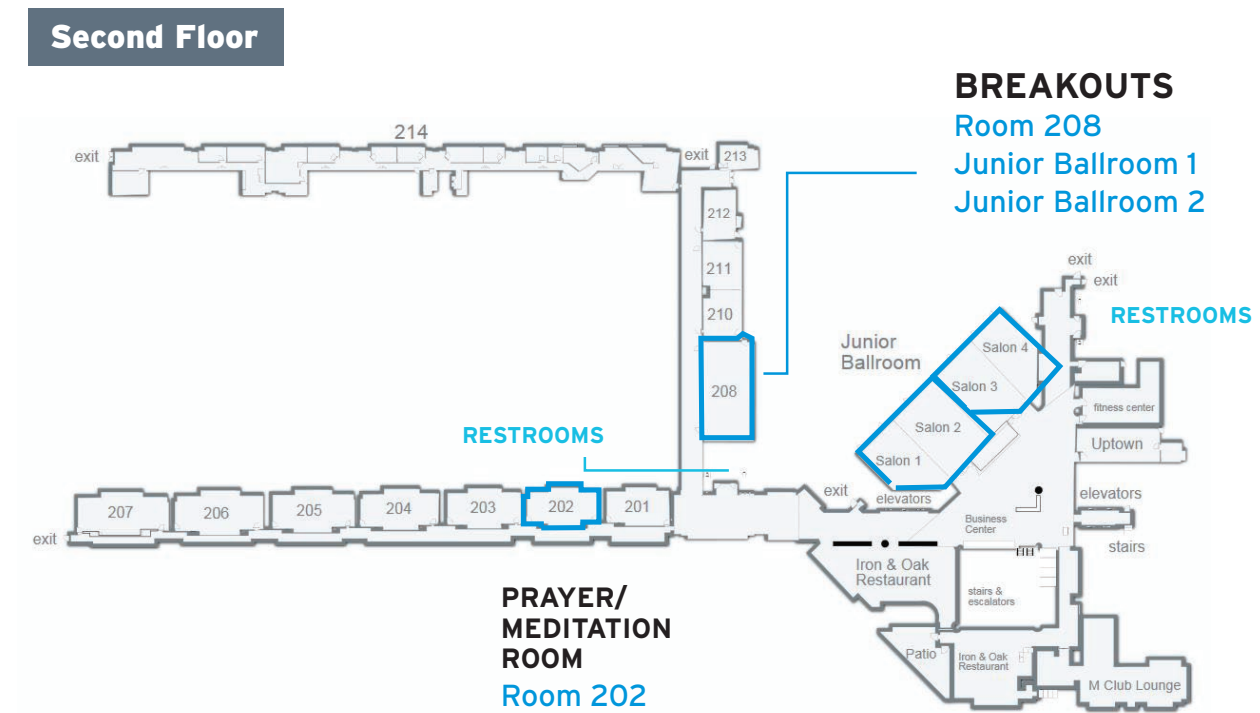 Second Floor
BREAKOUTS
Room 208
Junior Ballroom 1
Junior Ballroom 2
214
exit
exit
213
212
211
210
208
exit
exit
RESTROOMS
Junior
Ballroom
Salon 4
Salon 3
Salon 2
Salon 1
fitness center
Uptown
RESTROOMS
exit
elevators
elevators
stairs
207
206
205
204
203
202
201
exit
Business
Center
Iron & Oak
Restaurant
stairs &
escalators
Patio
Iron & Oak
Restaurant
M Club Lounge
PRAYER/
MEDITATION
ROOM
Room 202